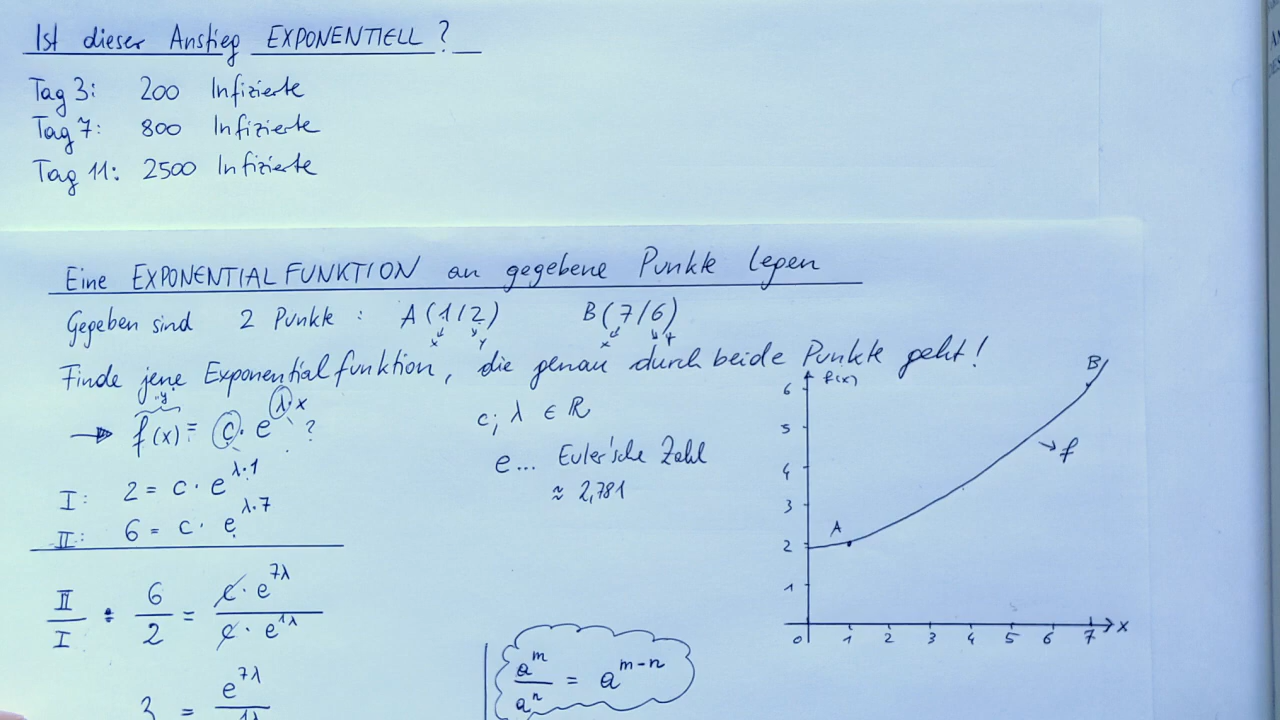 Ist dieser Anstieg EXPONENTIELL ?
Tag 3: 200 Infizierte
Tag 7: 800 Infizierte
Tag 11: 2500 Infizierte
Eine EXPONENTIALFUNKTION an gegebene Punkte legen
Gegeben sind 2 Punkte : A(1/2) B(7/6)
x y x y
Finde jene Exponentialfunktion, die genau durch beide Punkte geht!
"y"
→ f(x) = c · e^λ·x ?
c; λ ∈ ℝ
e... Euler'sche Zahl
≈ 2,781
I: 2 = c · e^λ·1
II: 6 = c · e^λ·7
II/I : 6/2 = c · e^7λ / c · e^1λ
3 = e^7λ / 1λ
a^m / a^n = a^m-n
f(x)
B
6
5
→ f
4
3
A
2
1
0 1 2 3 4 5 6 7 x